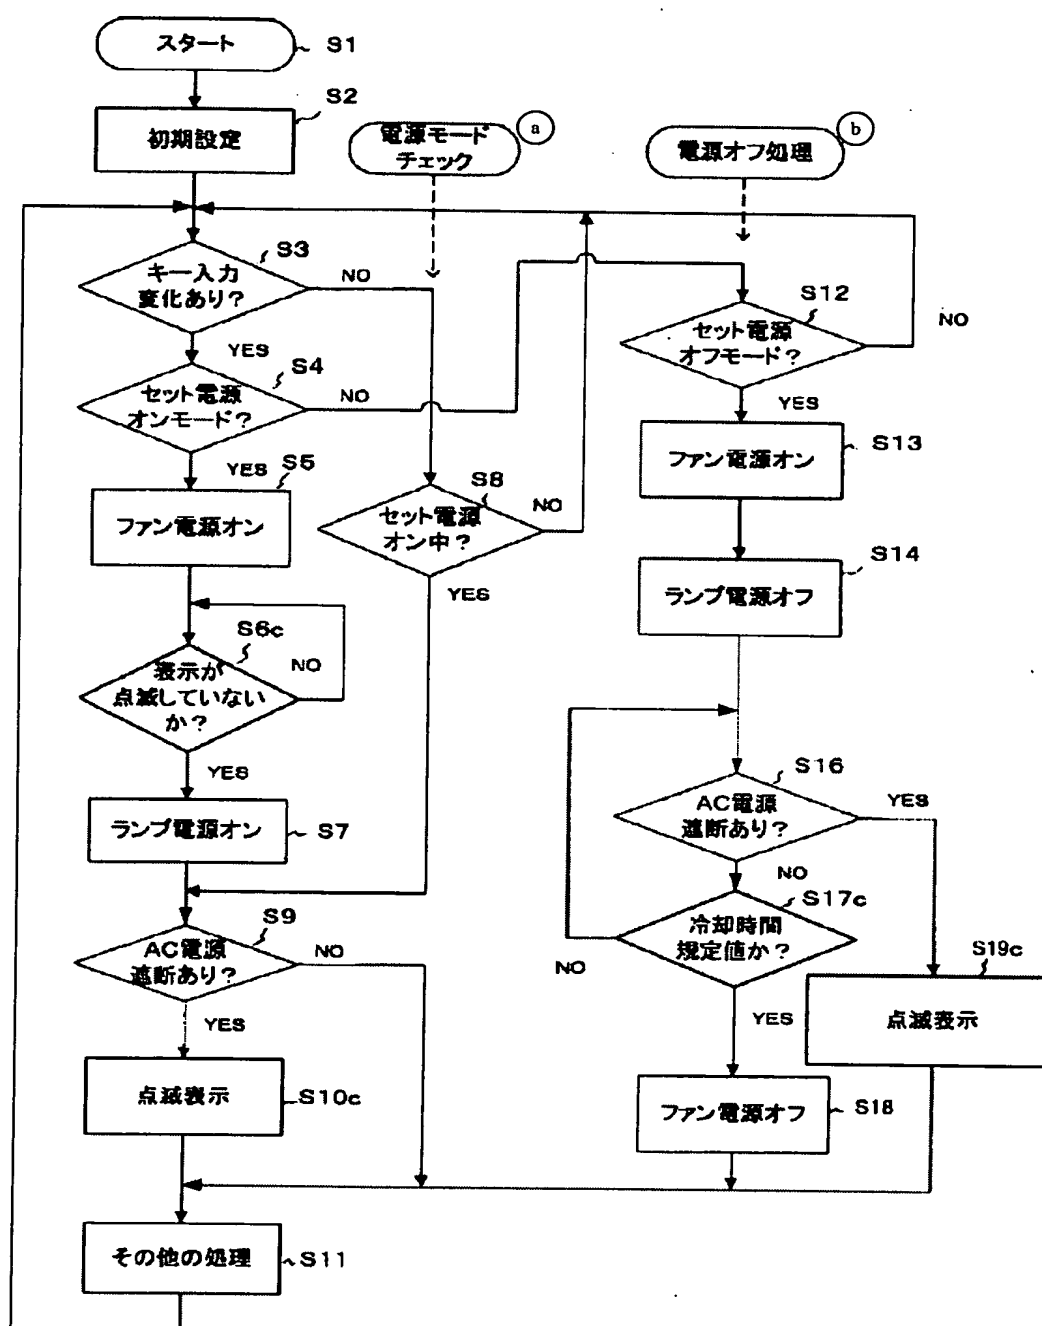 スタート
S1
S2
初期設定
電源モード
チェック
a
電源オフ処理
b
S3
キー入力
変化あり？
NO
YES
S4
セット電源
オンモード？
NO
YES
S5
ファン電源オン
S6c
表示が
点滅していない
か？
NO
YES
ランプ電源オン
S7
S8
セット電源
オン中？
NO
YES
S9
AC電源
遮断あり？
NO
YES
点滅表示
S10c
その他の処理
S11
S12
セット電源
オフモード？
NO
YES
ファン電源オン
S13
S14
ランプ電源オフ
S16
AC電源
遮断あり？
YES
NO
S17c
冷却時間
規定値か？
NO
YES
S19c
点滅表示
ファン電源オフ
S18